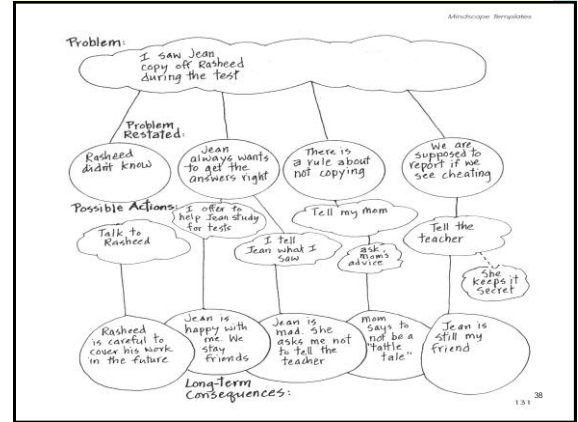 Mindscape Templates
Problem:
I saw Jean
copy off Rasheed
during the test
Problem
Restated:
Rasheed
didn't know
Jean
always wants
to get the
answers right
There is
a rule about
not copying
We are
supposed to
report if we
see cheating
Possible Actions:
Talk to
Rasheed
I offer to
help Jean study
for tests
I tell
Jean what I
saw
Tell my mom
ask
mom's
advice
Tell the
teacher
She
keeps it
secret
Rasheed
is careful to
cover his work
in the future
Jean is
happy with
me. We
stay
friends
Jean is
mad. She
asks me not
to tell the
teacher
mom
says to
not be a
"tattle
tale"
Jean is
still my
friend
Long-term
Consequences:
38
131